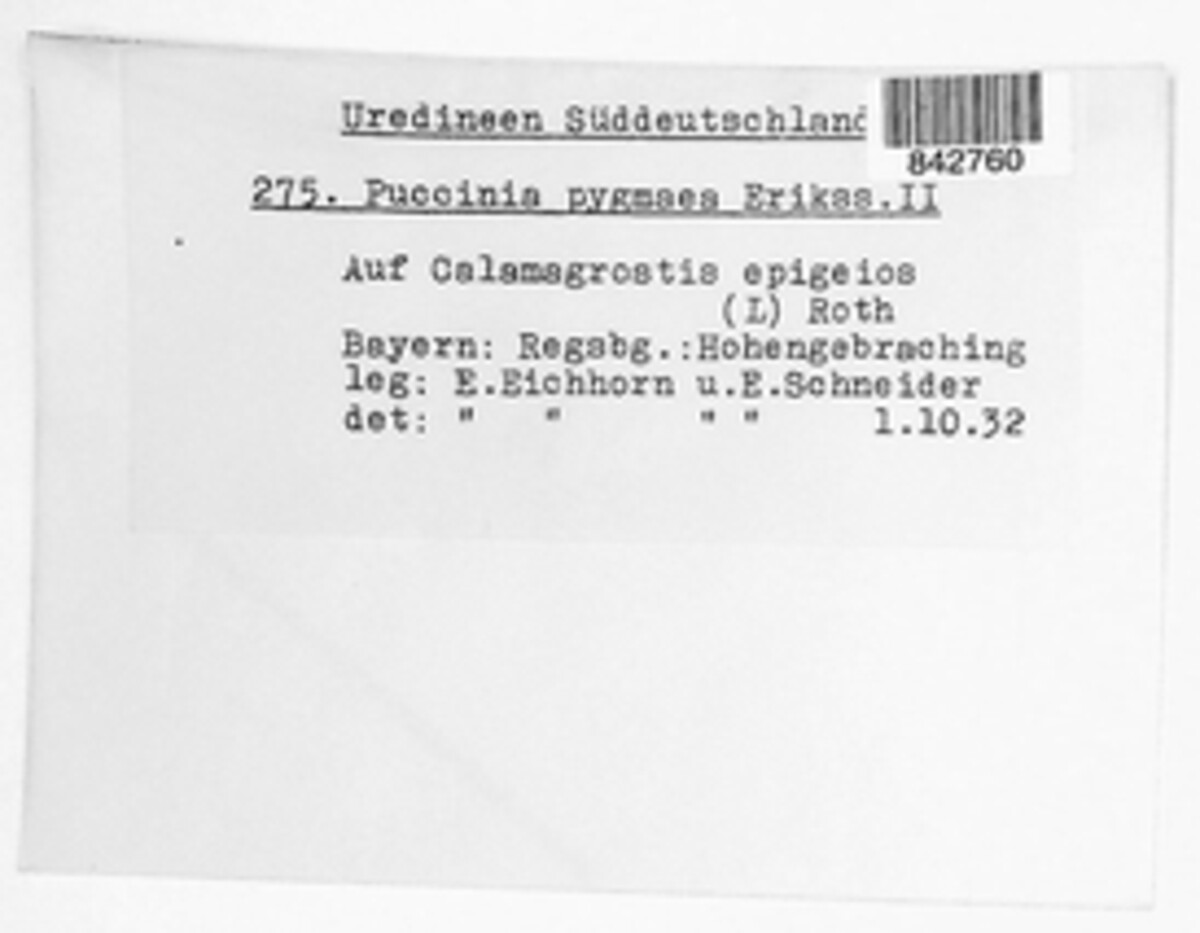 Uredineen Süddeutschland
842760
275. Puccinia pygmaea Erikss.II
Auf Calamagrostis epigeios
(L) Roth
Bayern: Regsbg.:Hohengebraching
leg: E.Eichhorn u.E.Schneider
det: " " " " 1.10.32